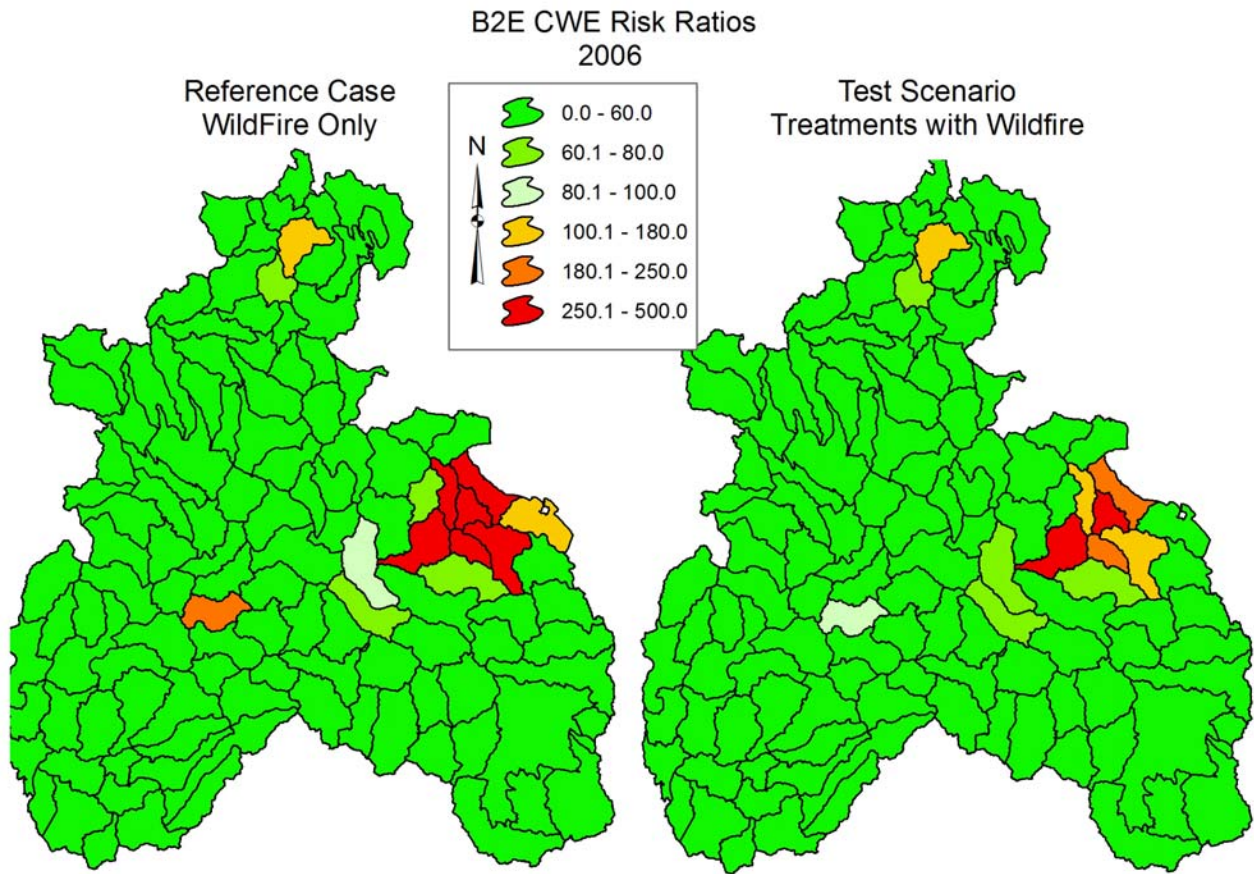 B2E CWE Risk Ratios
2006
Reference Case
WildFire Only
Test Scenario
Treatments with Wildfire
N
0.0 - 60.0
60.1 - 80.0
80.1 - 100.0
100.1 - 180.0
180.1 - 250.0
250.1 - 500.0